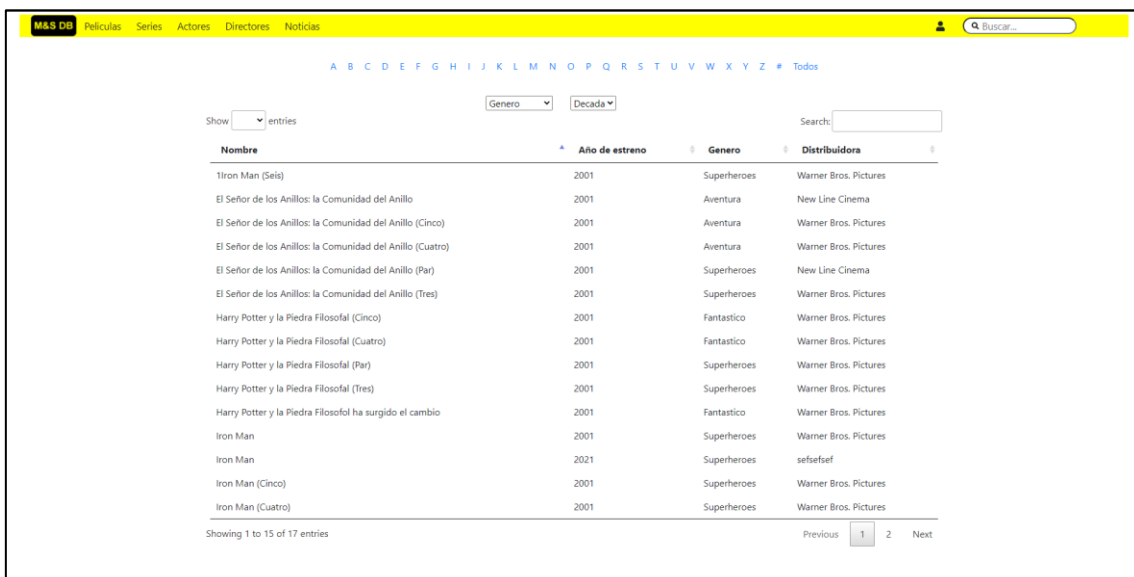 M&S DB Peliculas Series Actores Directores Noticias Buscar...
A B C D E F G H I J K L M N O P Q R S T U V W X Y Z # Todos
Genero Decada
Show entries Search:
Nombre Año de estreno Genero Distribuidora
1Iron Man (Seis) 2001 Superheroes Warner Bros. Pictures
El Señor de los Anillos: la Comunidad del Anillo 2001 Aventura New Line Cinema
El Señor de los Anillos: la Comunidad del Anillo (Cinco) 2001 Aventura Warner Bros. Pictures
El Señor de los Anillos: la Comunidad del Anillo (Cuatro) 2001 Aventura Warner Bros. Pictures
El Señor de los Anillos: la Comunidad del Anillo (Par) 2001 Superheroes New Line Cinema
El Señor de los Anillos: la Comunidad del Anillo (Tres) 2001 Superheroes Warner Bros. Pictures
Harry Potter y la Piedra Filosofal (Cinco) 2001 Fantastico Warner Bros. Pictures
Harry Potter y la Piedra Filosofal (Cuatro) 2001 Fantastico Warner Bros. Pictures
Harry Potter y la Piedra Filosofal (Par) 2001 Superheroes Warner Bros. Pictures
Harry Potter y la Piedra Filosofal (Tres) 2001 Superheroes Warner Bros. Pictures
Harry Potter y la Piedra Filosofol ha surgido el cambio 2001 Fantastico Warner Bros. Pictures
Iron Man 2001 Superheroes Warner Bros. Pictures
Iron Man 2021 Superheroes sefsefsef
Iron Man (Cinco) 2001 Superheroes Warner Bros. Pictures
Iron Man (Cuatro) 2001 Superheroes Warner Bros. Pictures
Showing 1 to 15 of 17 entries Previous 1 2 Next